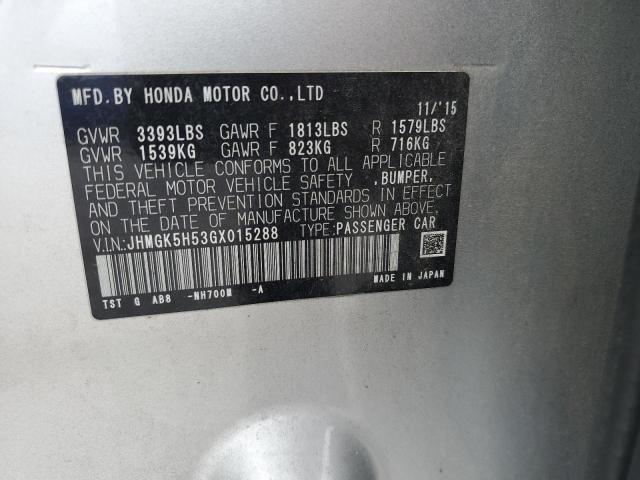 MFD.BY HONDA MOTOR CO.,LTD
11/'15
GVWR 3393LBS GAWR F 1813LBS R 1579LBS
GVWR 1539KG GAWR F 823KG R 716KG
THIS VEHICLE CONFORMS TO ALL APPLICABLE
FEDERAL MOTOR VEHICLE SAFETY ,BUMPER,
AND THEFT PREVENTION STANDARDS IN EFFECT
ON THE DATE OF MANUFACTURE SHOWN ABOVE.
V.I.N:JHMGK5H53GX015288 TYPE:PASSENGER CAR
MADE IN JAPAN
TST G AB8 -NH700M -A